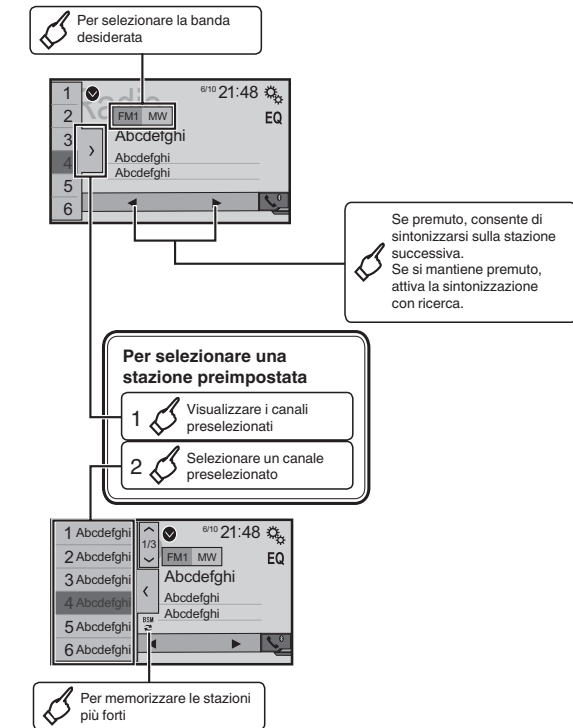 Per selezionare la banda
desiderata
Radio
1
2
3
4
5
6
6/10 21:48
FM1 MW
EQ
Abcdefghi
Abcdefghi
Abcdefghi
Se premuto, consente di
sintonizzarsi sulla stazione
successiva.
Se si mantiene premuto,
attiva la sintonizzazione
con ricerca.
Per selezionare una
stazione preimpostata
1 Visualizzare i canali
preselezionati
2 Selezionare un canale
preselezionato
1 Abcdefghi
2 Abcdefghi
3 Abcdefghi
4 Abcdefghi
5 Abcdefghi
6 Abcdefghi
1/3
BSM
6/10 21:48
FM1 MW
EQ
Abcdefghi
Abcdefghi
Abcdefghi
Per memorizzare le stazioni
più forti